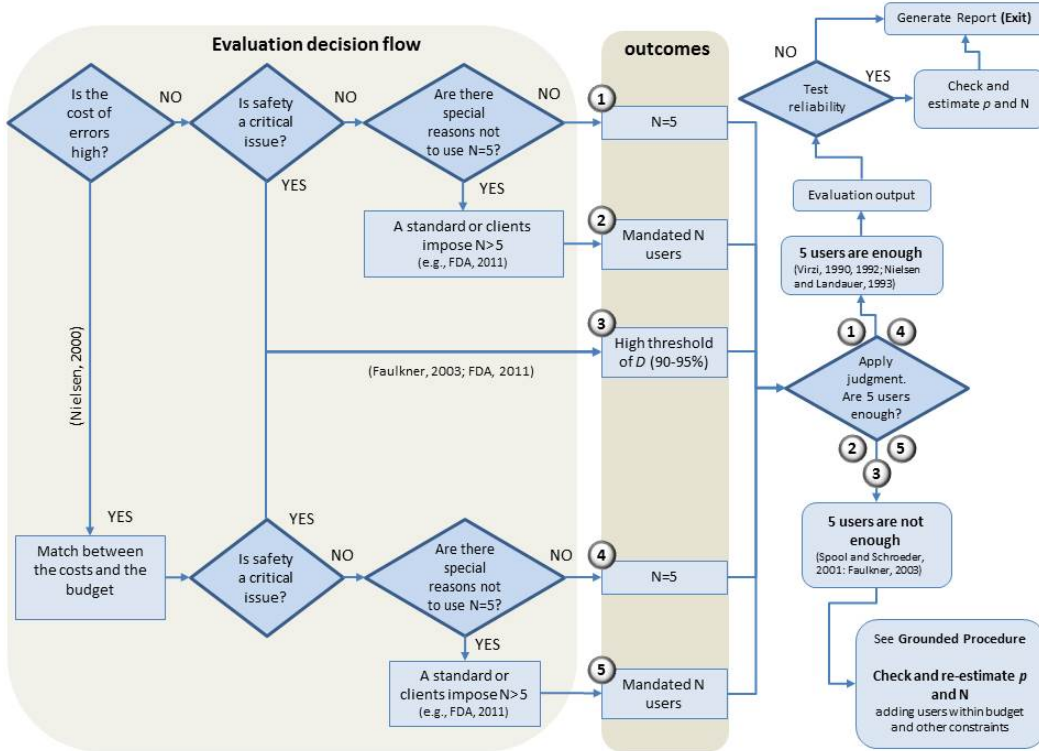 Evaluation decision flow
Is the
cost of
errors
high?
NO
Is safety
a critical
issue?
NO
Are there
special
reasons not
to use N=5?
NO
YES
YES
A standard or clients
impose N>5
(e.g., FDA, 2011)
(Nielsen, 2000)
(Faulkner, 2003; FDA, 2011)
YES
Match between
the costs and the
budget
YES
Is safety
a critical
issue?
NO
Are there
special
reasons not
to use N=5?
NO
YES
A standard or
clients impose N>5
(e.g., FDA, 2011)
outcomes
1
N=5
2
Mandated N
users
3
High threshold
of D (90-95%)
4
N=5
5
Mandated N
users
Generate Report (Exit)
NO
Test
reliability
YES
Check and
estimate p and N
Evaluation output
5 users are enough
(Virzi, 1990, 1992; Nielsen
and Landauer, 1993)
1
4
Apply
judgment.
Are 5 users
enough?
2
5
3
5 users are not
enough
(Spool and Schroeder,
2001: Faulkner, 2003)
See Grounded Procedure
Check and re-estimate p
and N
adding users within budget
and other constraints